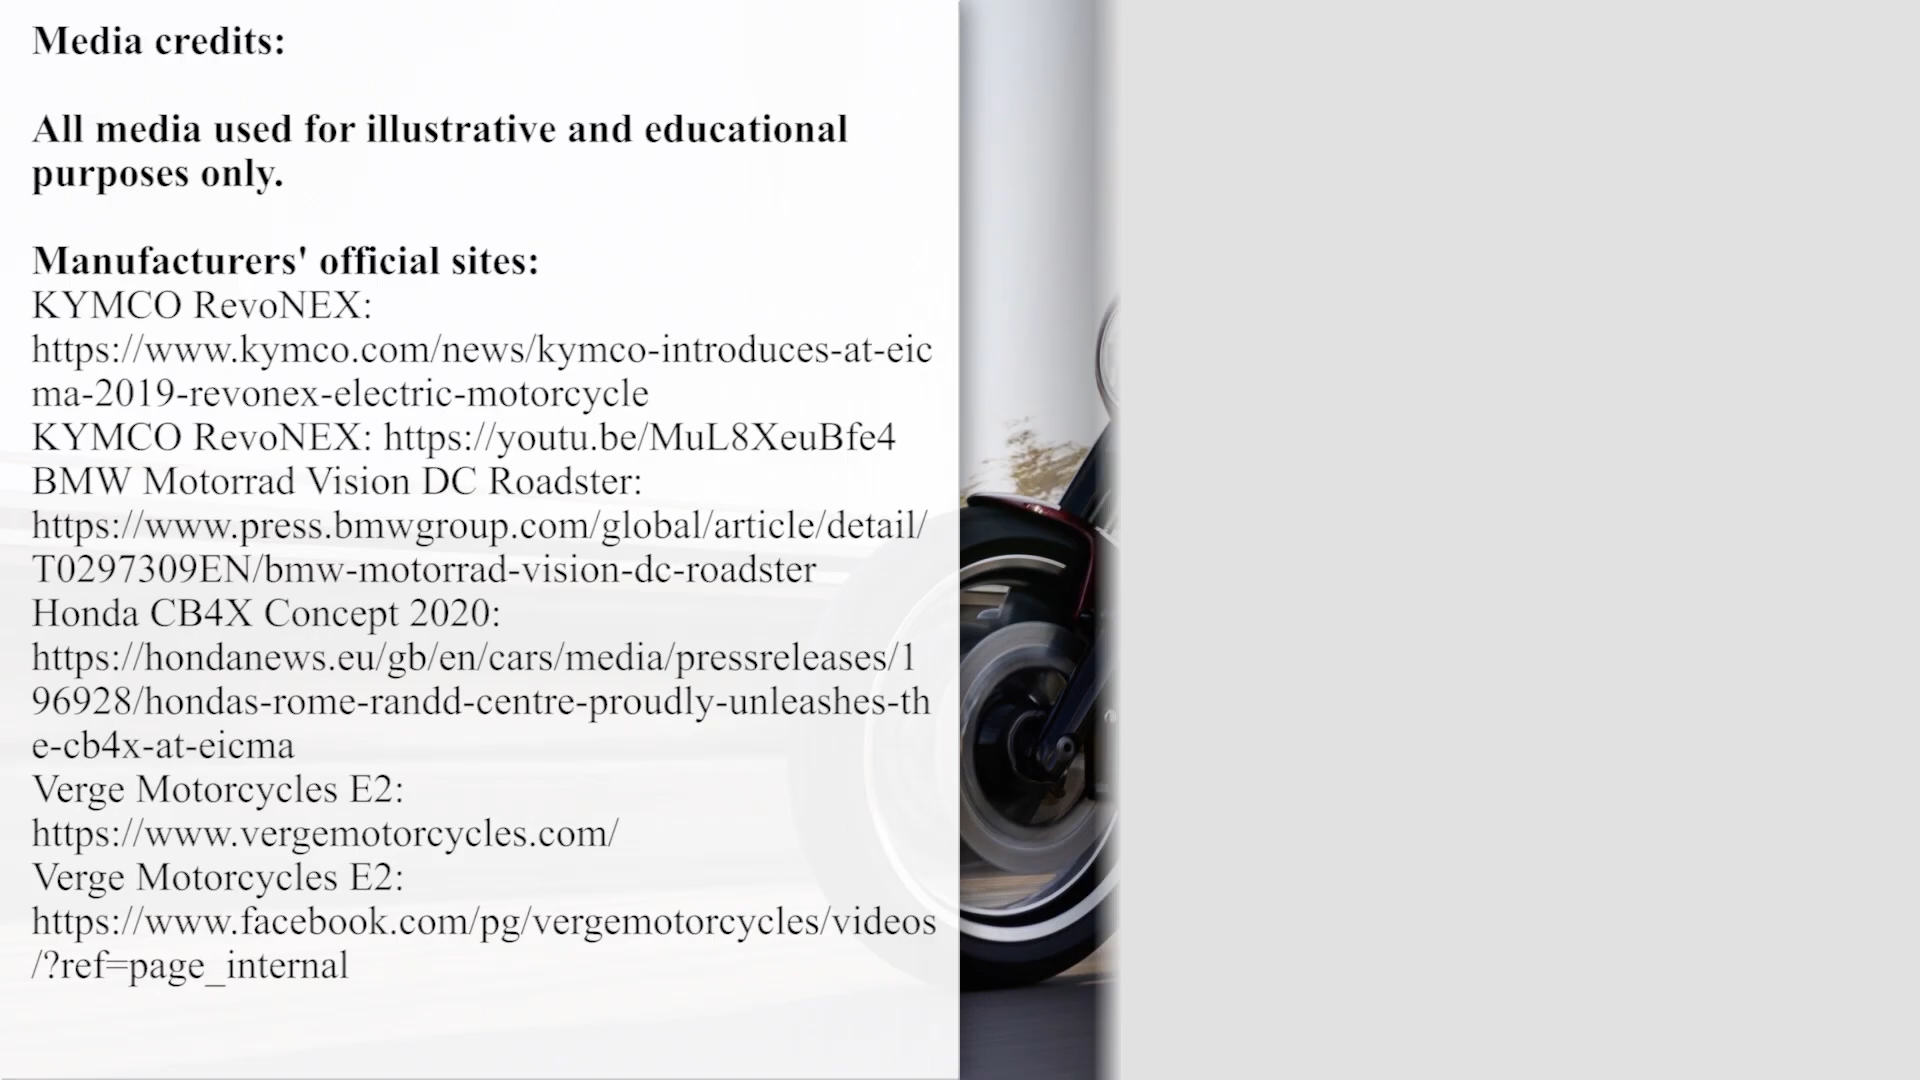 Media credits:
All media used for illustrative and educational
purposes only.
Manufacturers' official sites:
KYMCO RevoNEX:
https://www.kymco.com/news/kymco-introduces-at-eic
ma-2019-revonex-electric-motorcycle
KYMCO RevoNEX: https://youtu.be/MuL8XeuBfe4
BMW Motorrad Vision DC Roadster:
https://www.press.bmwgroup.com/global/article/detail/
T0297309EN/bmw-motorrad-vision-dc-roadster
Honda CB4X Concept 2020:
https://hondanews.eu/gb/en/cars/media/pressreleases/1
96928/hondas-rome-randd-centre-proudly-unleashes-th
e-cb4x-at-eicma
Verge Motorcycles E2:
https://www.vergemotorcycles.com/
Verge Motorcycles E2:
https://www.facebook.com/pg/vergemotorcycles/videos
/?ref=page_internal